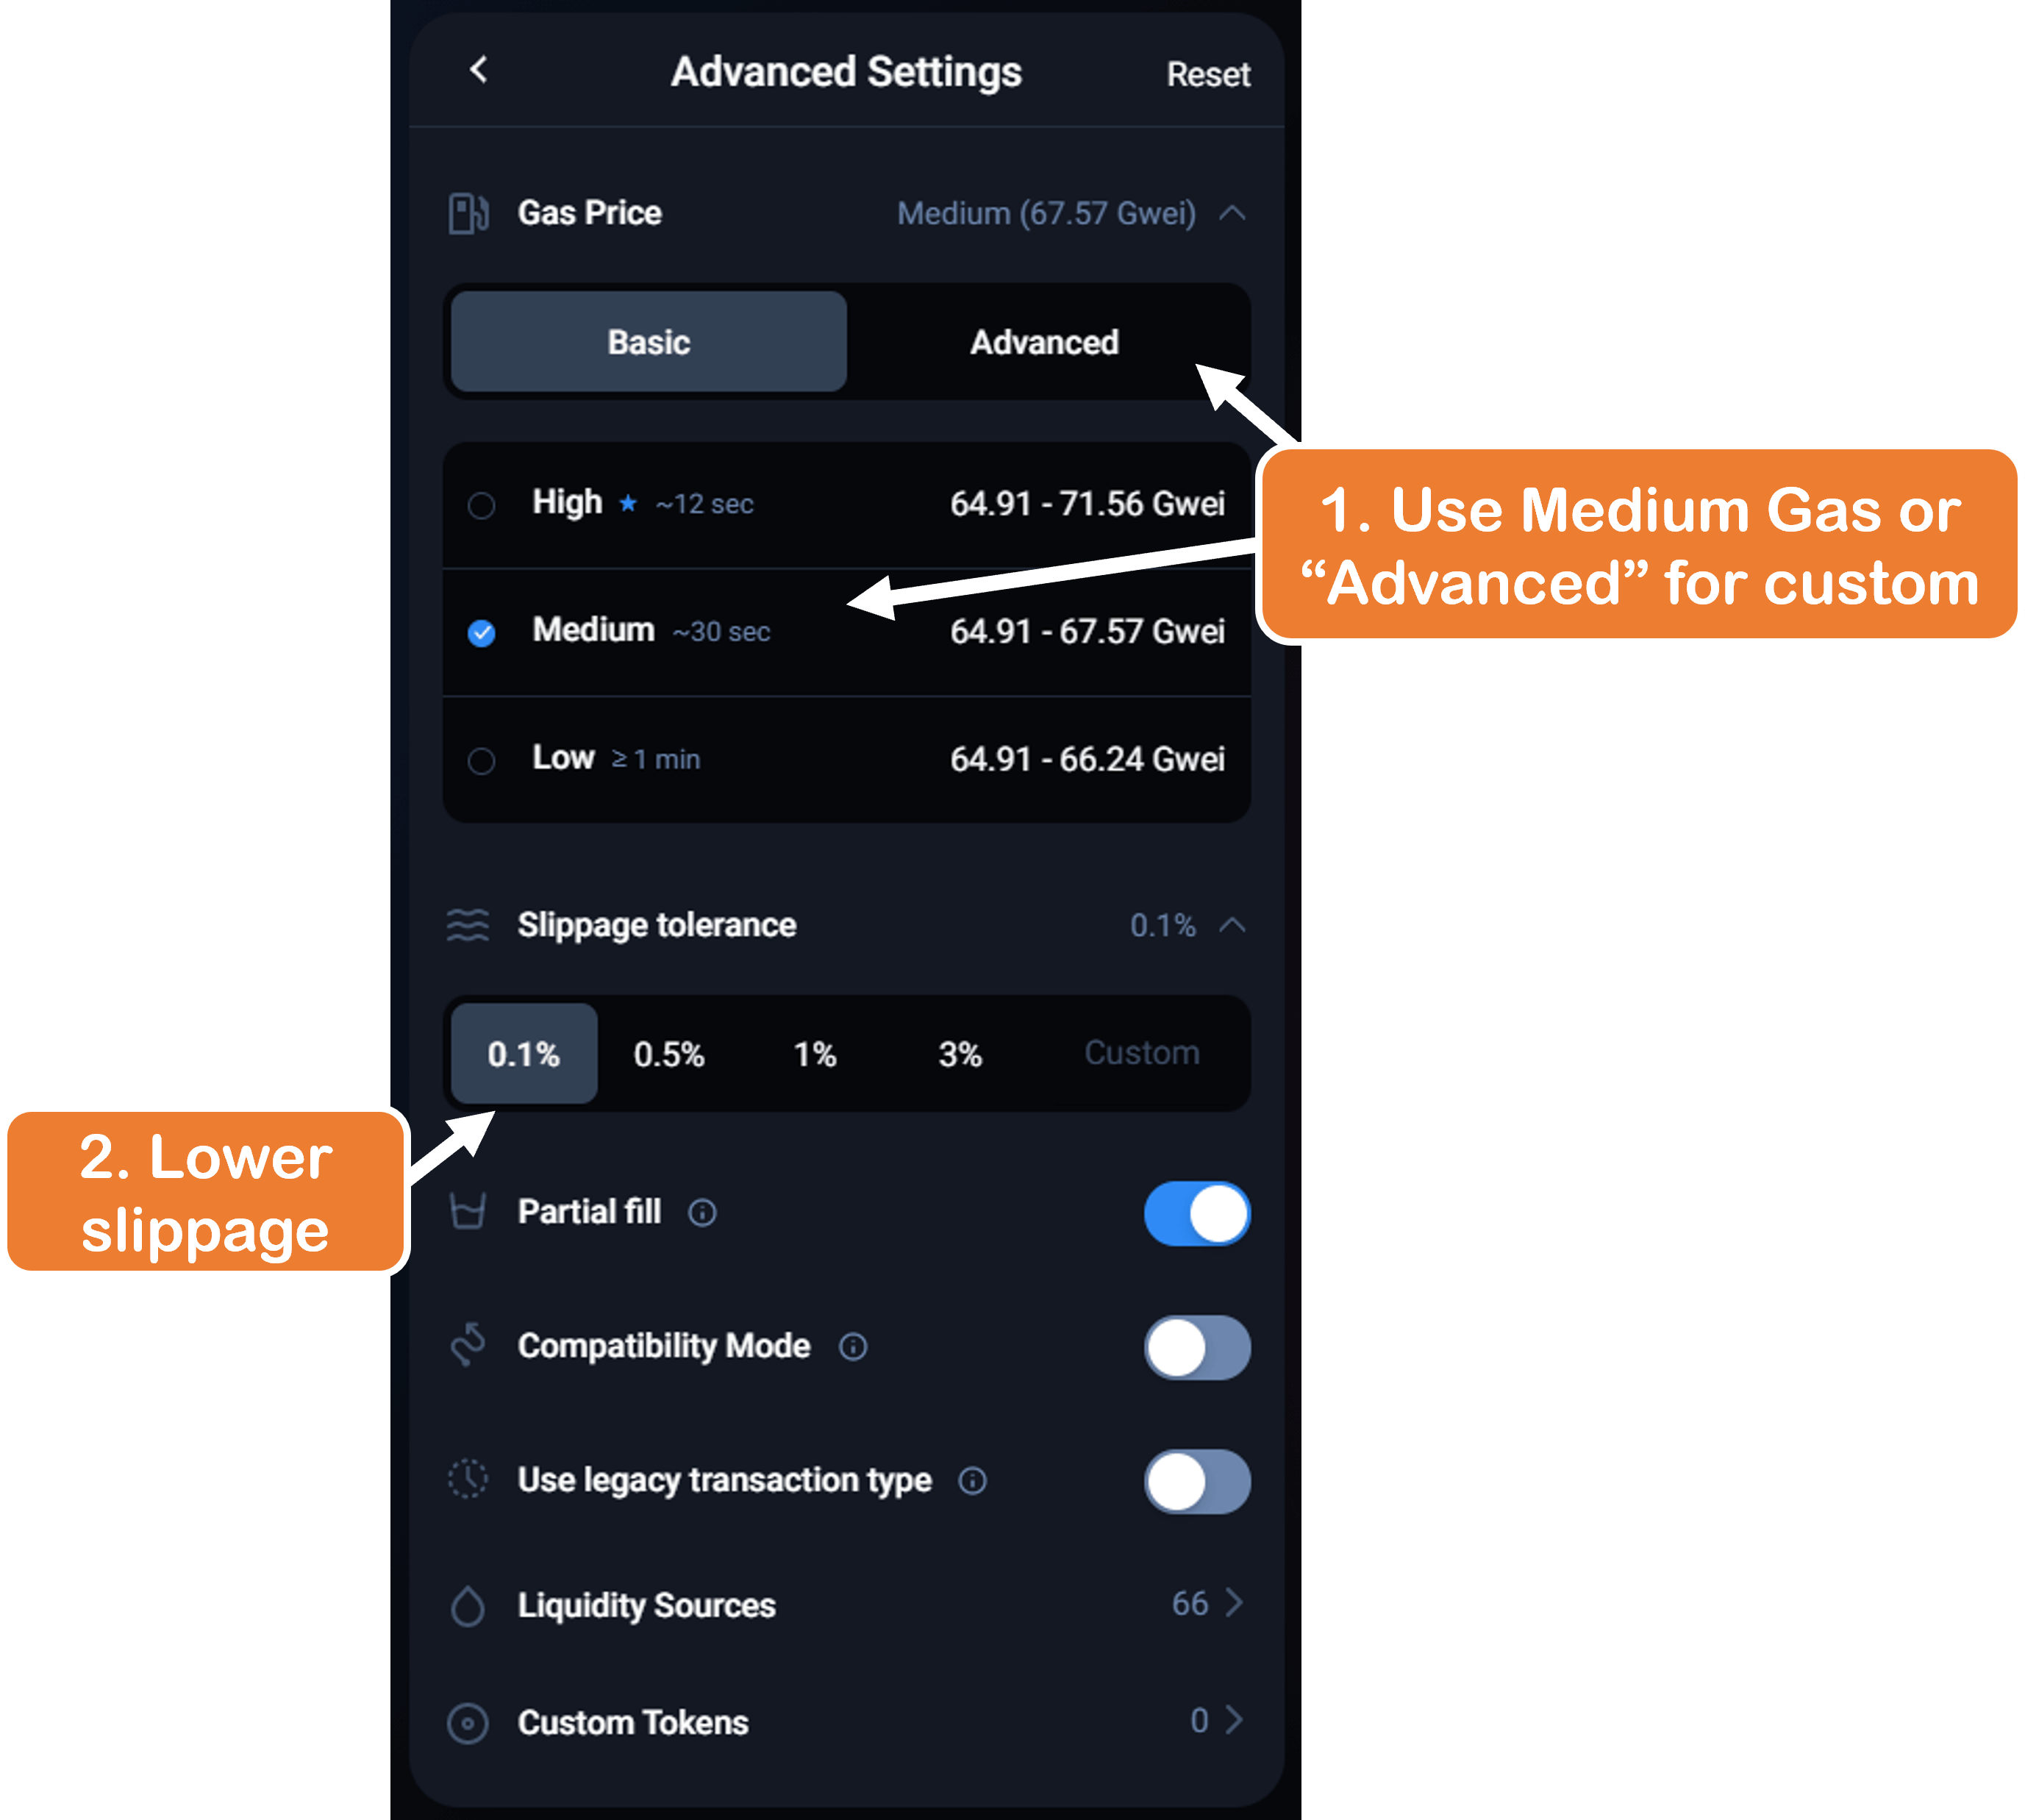 Advanced Settings
Reset
Gas Price
Medium (67.57 Gwei)
Basic
Advanced
High ★ ~12 sec
64.91 - 71.56 Gwei
1. Use Medium Gas or
“Advanced” for custom
Medium ~30 sec
64.91 - 67.57 Gwei
Low ≥ 1 min
64.91 - 66.24 Gwei
Slippage tolerance
0.1%
0.1%
0.5%
1%
3%
Custom
2. Lower
slippage
Partial fill
Compatibility Mode
Use legacy transaction type
Liquidity Sources
66
Custom Tokens
0